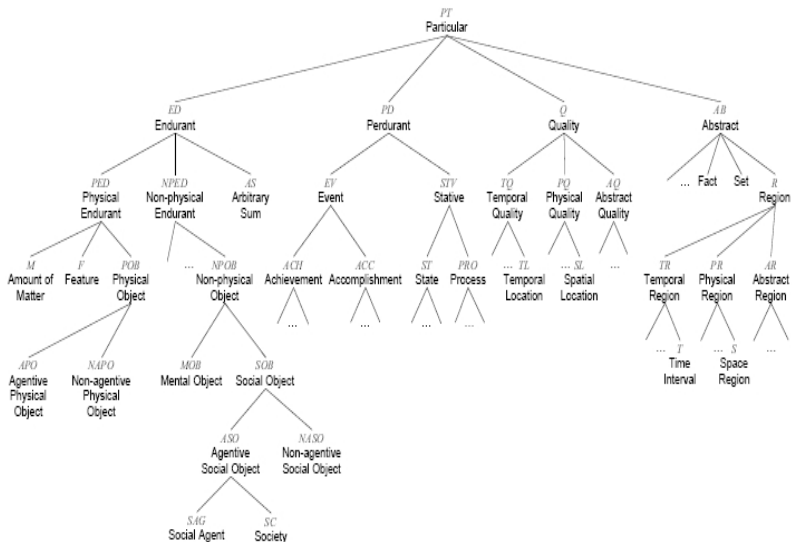 PT
Particular
ED PD Q AB
Endurant Perdurant Quality Abstract
PED NPED AS EV STV TQ PQ AQ R
Physical Non-physical Arbitrary Event Stative Temporal Physical Abstract ... Fact Set Region
Endurant Endurant Sum Quality Quality Quality
M F POB ... NPOB ACH ACC ST PRO ... TL ... SL ... TR PR AR
Amount of Feature Physical Non-physical Achievement Accomplishment State Process Temporal Spatial Temporal Physical Abstract
Matter Object Object Location Location Region Region Region
... ... ... ...
APO NAPO MOB SOB ... T ... S ...
Agentive Non-agentive Mental Object Social Object Time Space
Physical Physical Interval Region
Object Object
ASO NASO
Agentive Non-agentive
Social Object Social Object
SAG SC
Social Agent Society